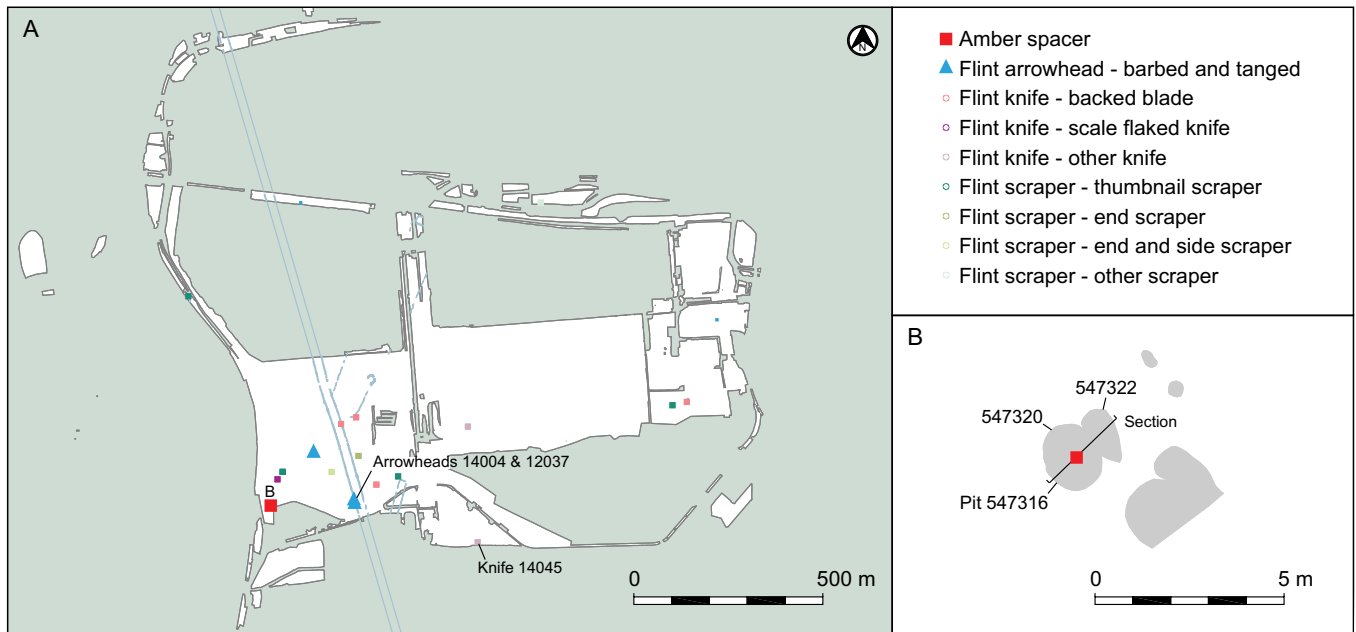 A
N
B
Arrowheads 14004 & 12037
Knife 14045
0 500 m
Amber spacer
Flint arrowhead - barbed and tanged
Flint knife - backed blade
Flint knife - scale flaked knife
Flint knife - other knife
Flint scraper - thumbnail scraper
Flint scraper - end scraper
Flint scraper - end and side scraper
Flint scraper - other scraper
B
547322
547320
Section
Pit 547316
0 5 m